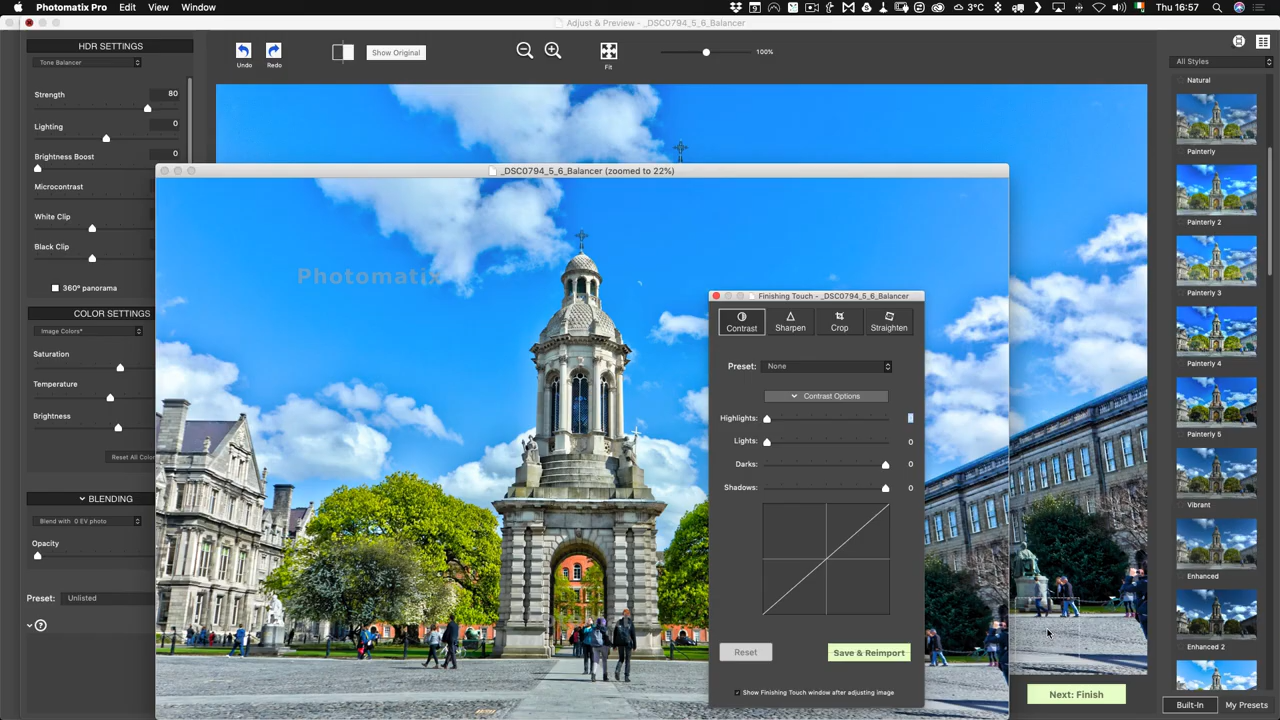 Photomatix Pro Edit View Window 3°C Thu 16:57
Adjust & Preview - _DSC0794_5_6_Balancer
HDR SETTINGS
Tone Balancer
Strength 80
Lighting 0
Brightness Boost 0
Microcontrast
White Clip
Black Clip
360° panorama
COLOR SETTINGS
Image Colors*
Saturation
Temperature
Brightness
Reset All Color
BLENDING
Blend with 0 EV photo
Opacity
Preset: Unlisted
?
Undo
Redo
Show Original
Fit
100%
_DSC0794_5_6_Balancer (zoomed to 22%)
Photomatix
Finishing Touch - _DSC0794_5_6_Balancer
Contrast
Sharpen
Crop
Straighten
Preset: None
Contrast Options
Highlights:
Lights: 0
Darks: 0
Shadows: 0
Reset
Save & Reimport
Show Finishing Touch window after adjusting image
Next: Finish
All Styles
Natural
Painterly
Painterly 2
Painterly 3
Painterly 4
Painterly 5
Vibrant
Enhanced
Enhanced 2
Built-In
My Presets